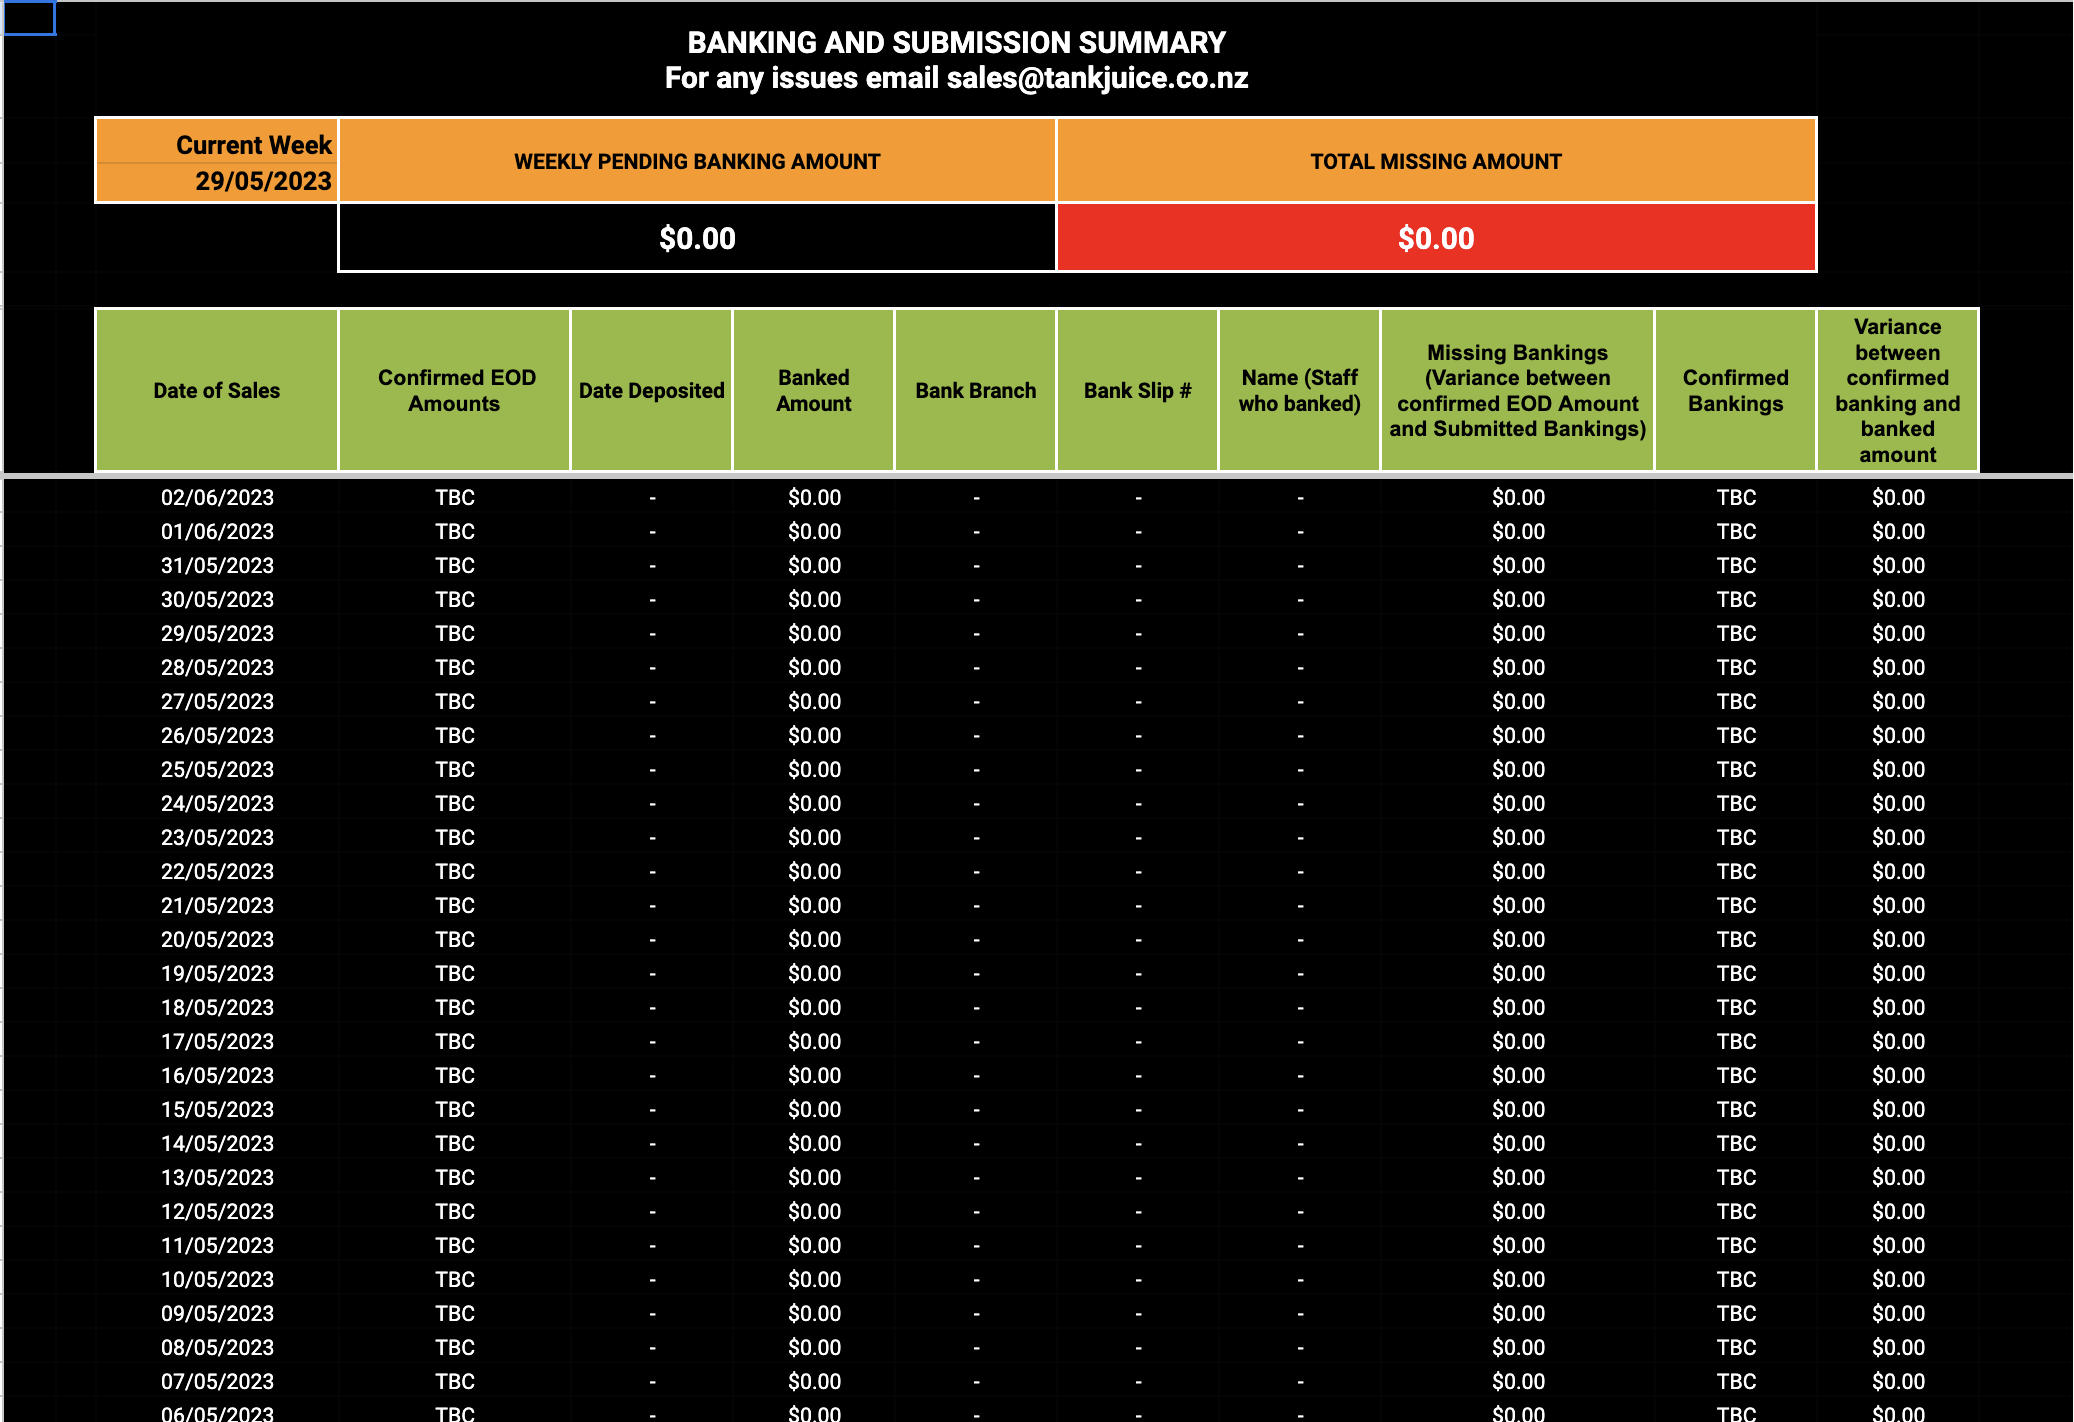 BANKING AND SUBMISSION SUMMARY
For any issues email sales@tankjuice.co.nz
Current Week
29/05/2023
WEEKLY PENDING BANKING AMOUNT
TOTAL MISSING AMOUNT
$0.00 $0.00
Date of Sales
Confirmed EOD
Amounts
Date Deposited
Banked
Amount
Bank Branch
Bank Slip #
Name (Staff
who banked)
Missing Bankings
(Variance between
confirmed EOD Amount
and Submitted Bankings)
Confirmed
Bankings
Variance
between
confirmed
banking and
banked
amount
02/06/2023 TBC - $0.00 - - - $0.00 TBC $0.00
01/06/2023 TBC - $0.00 - - - $0.00 TBC $0.00
31/05/2023 TBC - $0.00 - - - $0.00 TBC $0.00
30/05/2023 TBC - $0.00 - - - $0.00 TBC $0.00
29/05/2023 TBC - $0.00 - - - $0.00 TBC $0.00
28/05/2023 TBC - $0.00 - - - $0.00 TBC $0.00
27/05/2023 TBC - $0.00 - - - $0.00 TBC $0.00
26/05/2023 TBC - $0.00 - - - $0.00 TBC $0.00
25/05/2023 TBC - $0.00 - - - $0.00 TBC $0.00
24/05/2023 TBC - $0.00 - - - $0.00 TBC $0.00
23/05/2023 TBC - $0.00 - - - $0.00 TBC $0.00
22/05/2023 TBC - $0.00 - - - $0.00 TBC $0.00
21/05/2023 TBC - $0.00 - - - $0.00 TBC $0.00
20/05/2023 TBC - $0.00 - - - $0.00 TBC $0.00
19/05/2023 TBC - $0.00 - - - $0.00 TBC $0.00
18/05/2023 TBC - $0.00 - - - $0.00 TBC $0.00
17/05/2023 TBC - $0.00 - - - $0.00 TBC $0.00
16/05/2023 TBC - $0.00 - - - $0.00 TBC $0.00
15/05/2023 TBC - $0.00 - - - $0.00 TBC $0.00
14/05/2023 TBC - $0.00 - - - $0.00 TBC $0.00
13/05/2023 TBC - $0.00 - - - $0.00 TBC $0.00
12/05/2023 TBC - $0.00 - - - $0.00 TBC $0.00
11/05/2023 TBC - $0.00 - - - $0.00 TBC $0.00
10/05/2023 TBC - $0.00 - - - $0.00 TBC $0.00
09/05/2023 TBC - $0.00 - - - $0.00 TBC $0.00
08/05/2023 TBC - $0.00 - - - $0.00 TBC $0.00
07/05/2023 TBC - $0.00 - - - $0.00 TBC $0.00
06/05/2023 TBC - $0.00 - - - $0.00 TBC $0.00